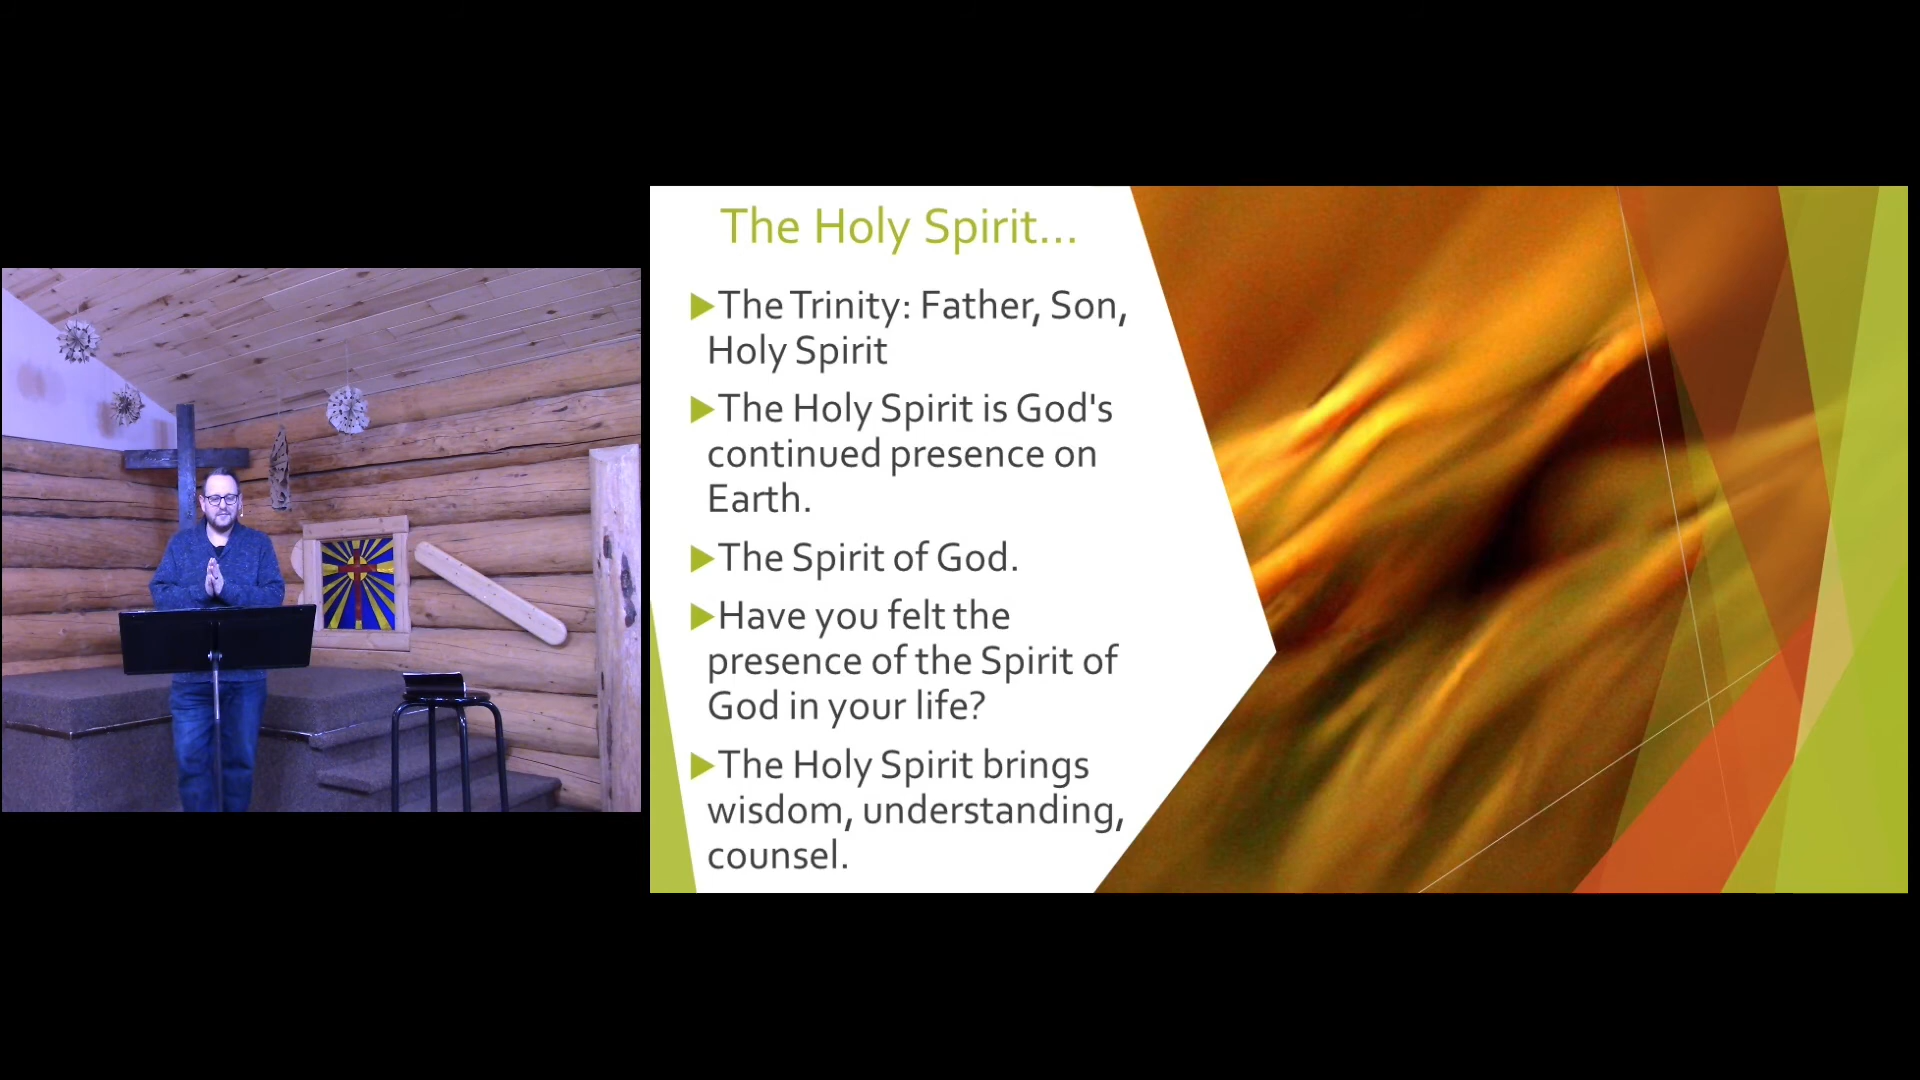 The Holy Spirit...
The Trinity: Father, Son,
Holy Spirit
The Holy Spirit is God's
continued presence on
Earth.
The Spirit of God.
Have you felt the
presence of the Spirit of
God in your life?
The Holy Spirit brings
wisdom, understanding,
counsel.